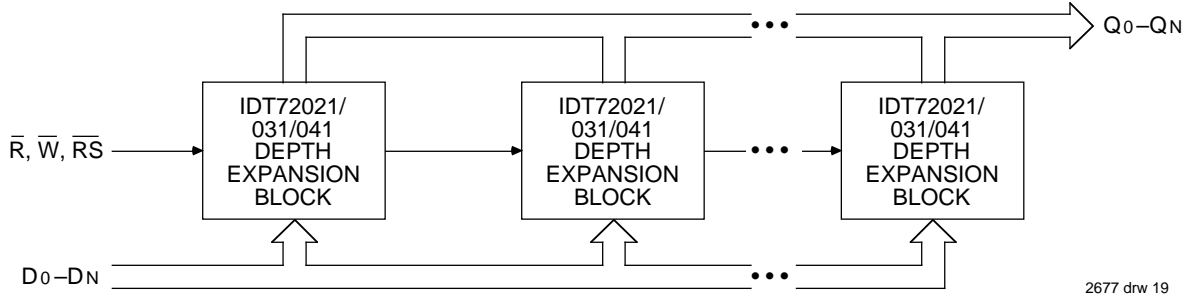 Q0–QN
IDT72021/
031/041
DEPTH
EXPANSION
BLOCK
IDT72021/
031/041
DEPTH
EXPANSION
BLOCK
IDT72021/
031/041
DEPTH
EXPANSION
BLOCK
R̅, W̅, R̅S̅
D0–DN
2677 drw 19